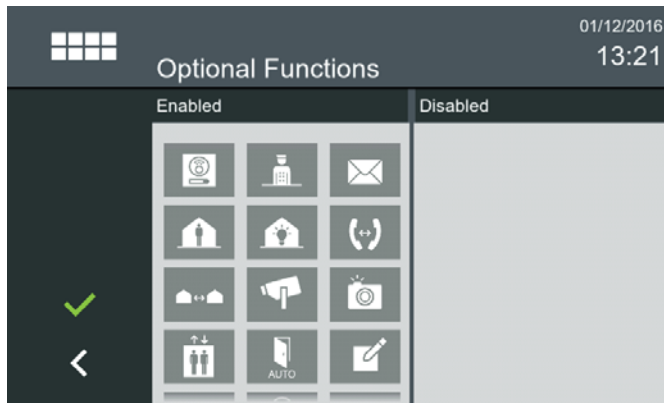 01/12/2016
13:21
Optional Functions
Enabled
Disabled
AUTO